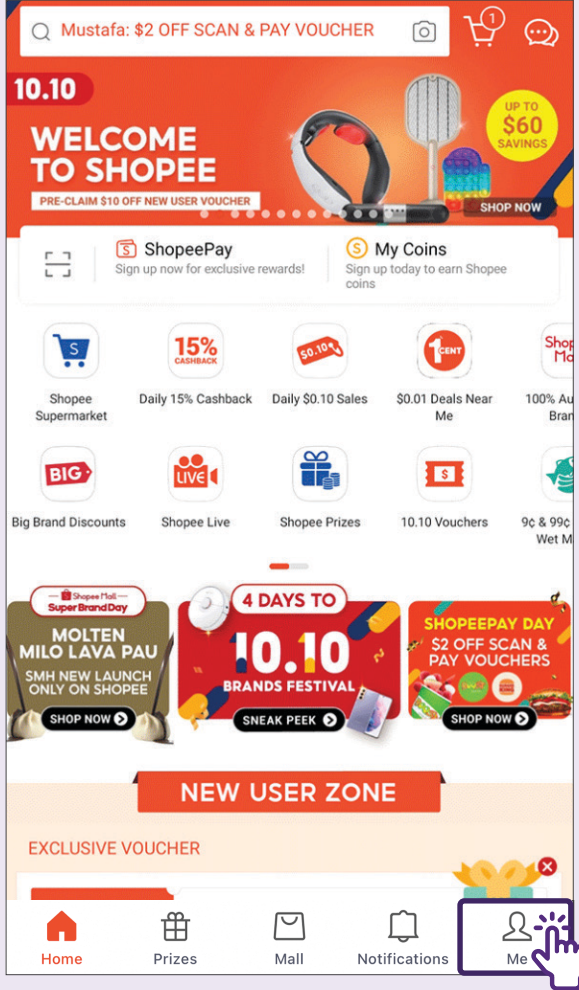 Mustafa: $2 OFF SCAN & PAY VOUCHER
1
10.10
WELCOME
TO SHOPEE
PRE-CLAIM $10 OFF NEW USER VOUCHER
UP TO
$60
SAVINGS
SHOP NOW
S ShopeePay
Sign up now for exclusive rewards!
S My Coins
Sign up today to earn Shopee
coins
S
Shopee
Supermarket
15%
CASHBACK
Daily 15% Cashback
$0.10
Daily $0.10 Sales
1 CENT
$0.01 Deals Near
Me
Shop
Ma
100% Au
Bran
BIG
Big Brand Discounts
LIVE
Shopee Live
Shopee Prizes
$
10.10 Vouchers
9¢ & 99¢
Wet M
Shopee Mall
Super Brand Day
MOLTEN
MILO LAVA PAU
SMH NEW LAUNCH
ONLY ON SHOPEE
SHOP NOW
4 DAYS TO
10.10
BRANDS FESTIVAL
SNEAK PEEK
SHOPEEPAY DAY
$2 OFF SCAN &
PAY VOUCHERS
SHOP NOW
NEW USER ZONE
EXCLUSIVE VOUCHER
Home
Prizes
Mall
Notifications
Me